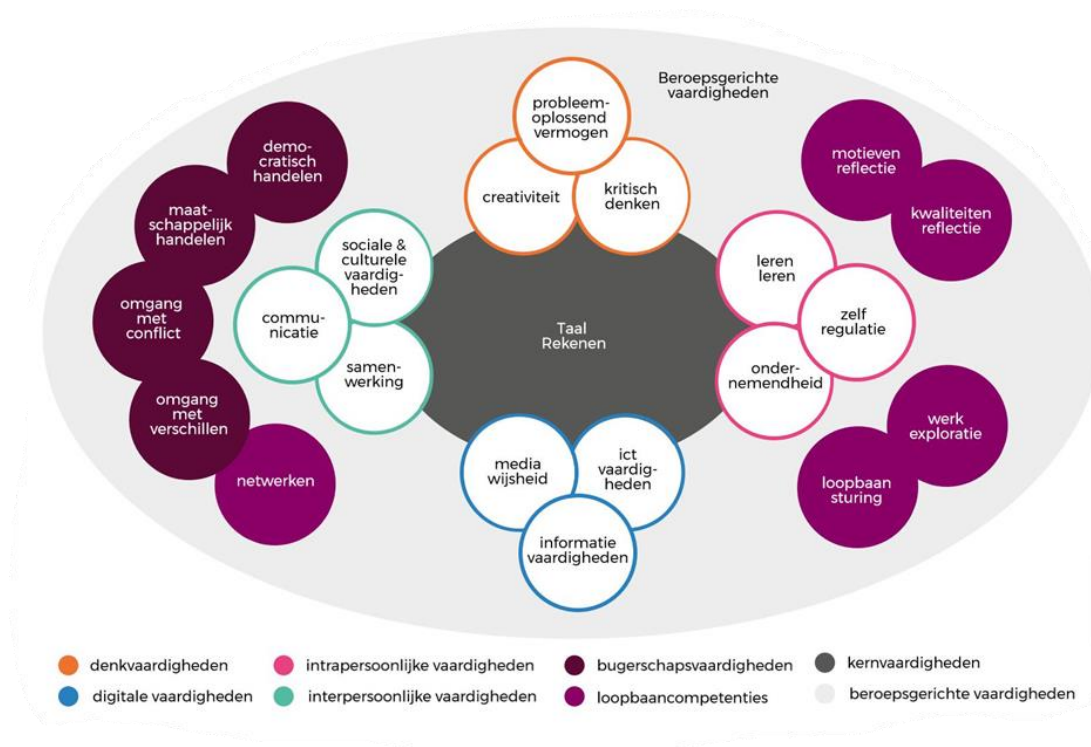 Beroepsgerichte
vaardigheden
probleem-
oplossend
vermogen
creativiteit
kritisch
denken
demo-
cratisch
handelen
maat-
schappelijk
handelen
omgang
met
conflict
omgang
met
verschillen
netwerken
sociale &
culturele
vaardig-
heden
commu-
nicatie
samen-
werking
Taal
Rekenen
motieven
reflectie
kwaliteiten
reflectie
leren
leren
zelf
regulatie
onder-
nemendheid
werk
exploratie
loopbaan
sturing
media
wijsheid
ict
vaardig-
heden
informatie
vaardigheden
denkvaardigheden
intrapersoonlijke vaardigheden
bugerschapsvaardigheden
kernvaardigheden
digitale vaardigheden
interpersoonlijke vaardigheden
loopbaancompetenties
beroepsgerichte vaardigheden